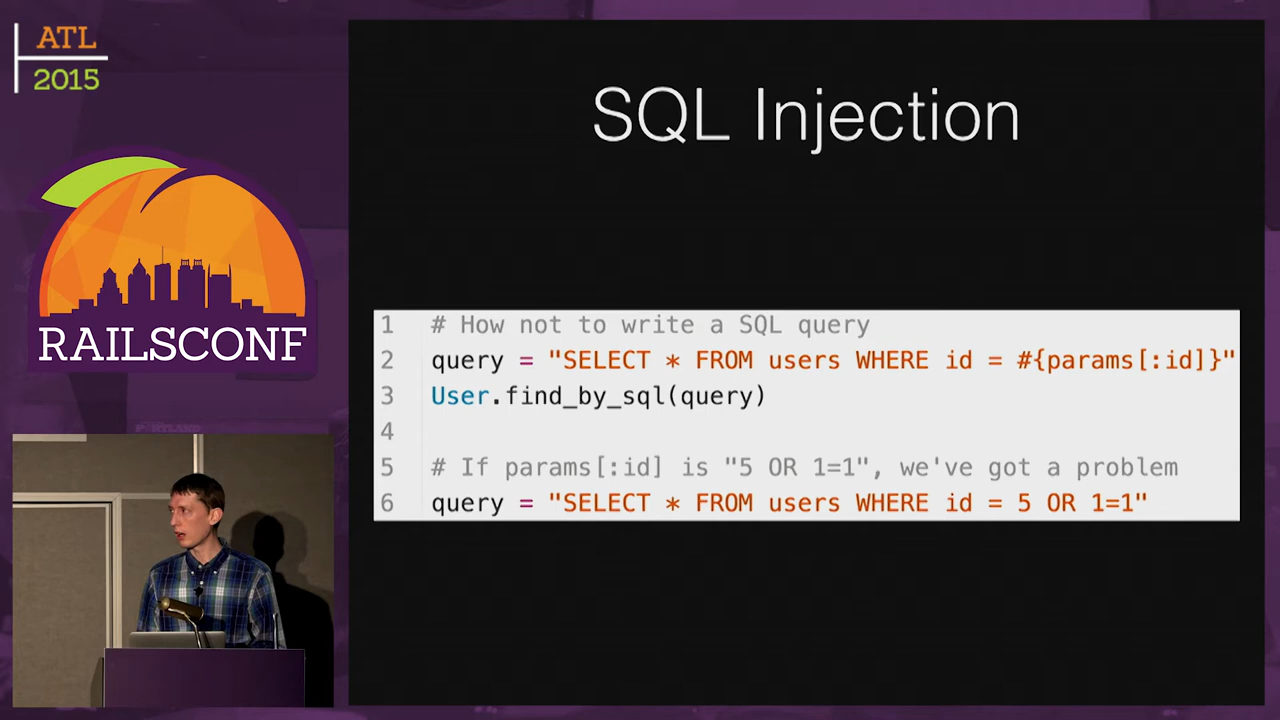 ATL
2015
RAILSCONF
SQL Injection
1 # How not to write a SQL query
2 query = "SELECT * FROM users WHERE id = #{params[:id]}"
3 User.find_by_sql(query)
4
5 # If params[:id] is "5 OR 1=1", we've got a problem
6 query = "SELECT * FROM users WHERE id = 5 OR 1=1"